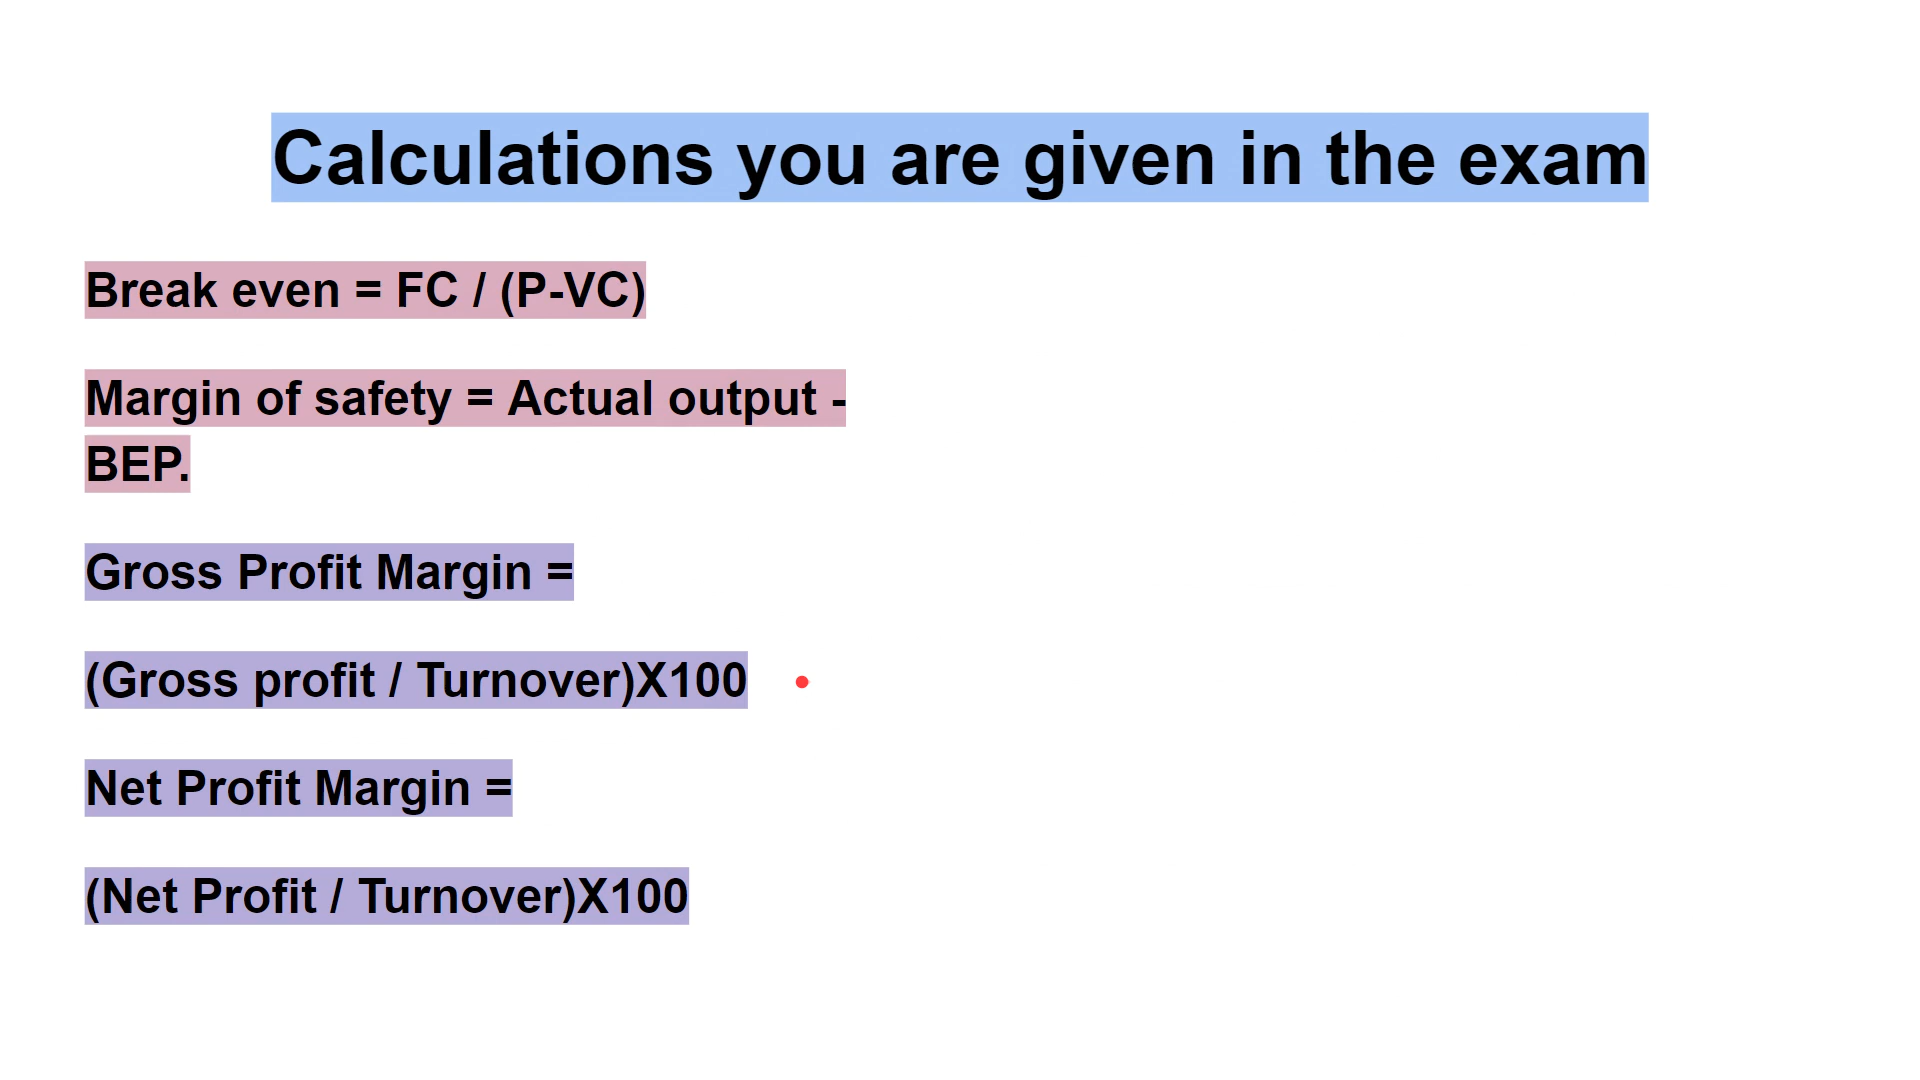 Calculations you are given in the exam
Break even = FC / (P-VC)
Margin of safety = Actual output -
BEP.
Gross Profit Margin =
(Gross profit / Turnover)X100
Net Profit Margin =
(Net Profit / Turnover)X100